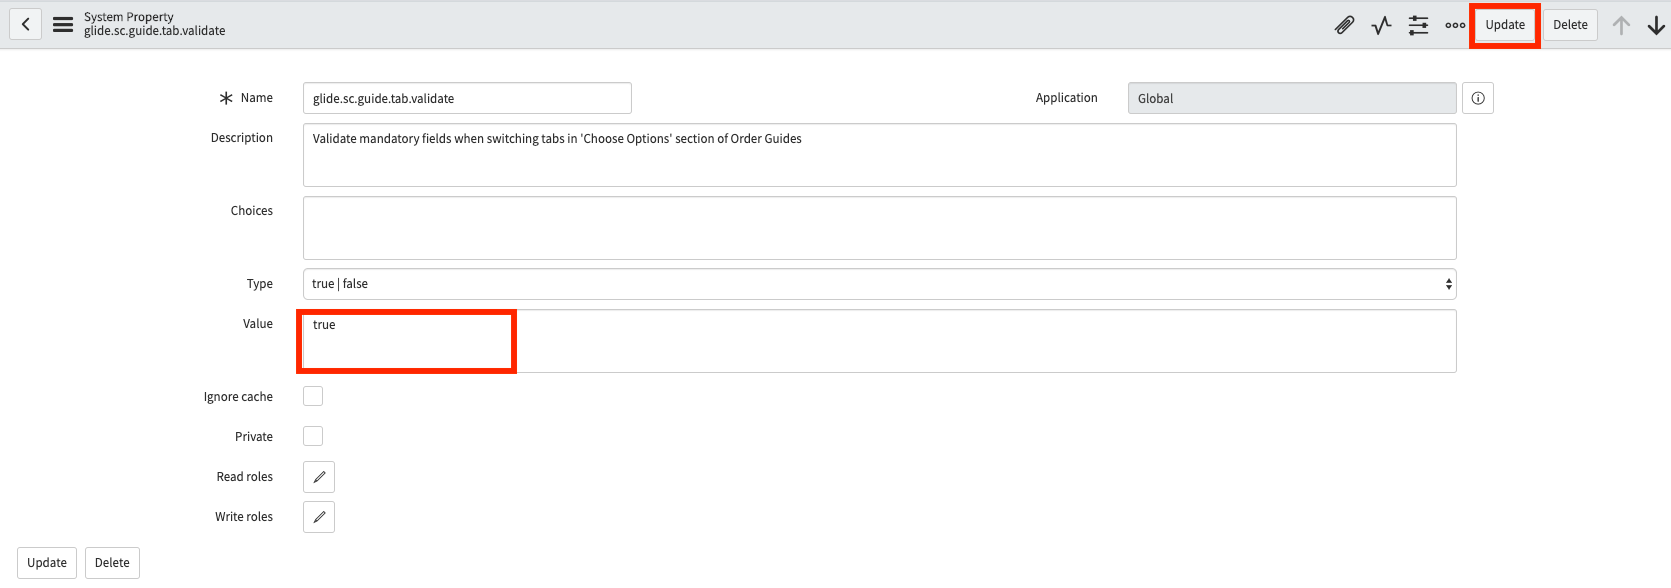 System Property
glide.sc.guide.tab.validate
Update
Delete
Name
glide.sc.guide.tab.validate
Application
Global
Description
Validate mandatory fields when switching tabs in 'Choose Options' section of Order Guides
Choices
Type
true | false
Value
true
Ignore cache
Private
Read roles
Write roles
Update
Delete